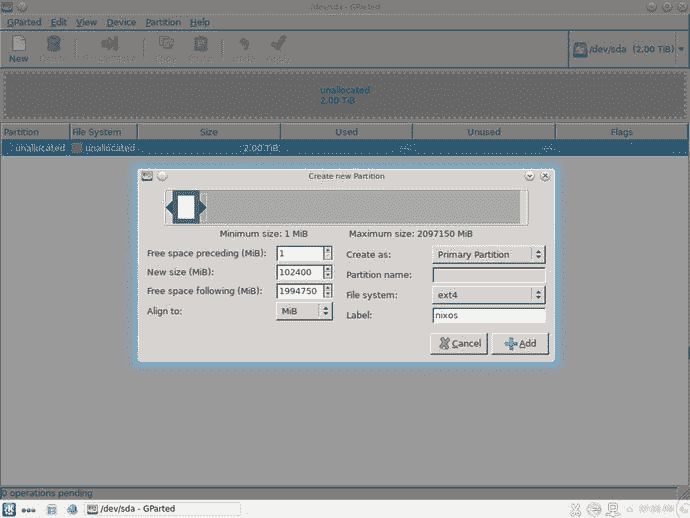 /dev/sda - GParted
GParted Edit View Device Partition Help
New Delete Resize/Move Copy Paste Undo Apply /dev/sda (2.00 TiB)
unallocated
2.00 TiB
Partition File System Size Used Unused Flags
unallocated unallocated 2.00 TiB
Create new Partition
Minimum size: 1 MiB Maximum size: 2097150 MiB
Free space preceding (MiB): 1 Create as: Primary Partition
New size (MiB): 102400 Partition name:
Free space following (MiB): 1994750 File system: ext4
Align to: MiB Label: nixos
Cancel Add
0 operations pending
/dev/sda - GParted